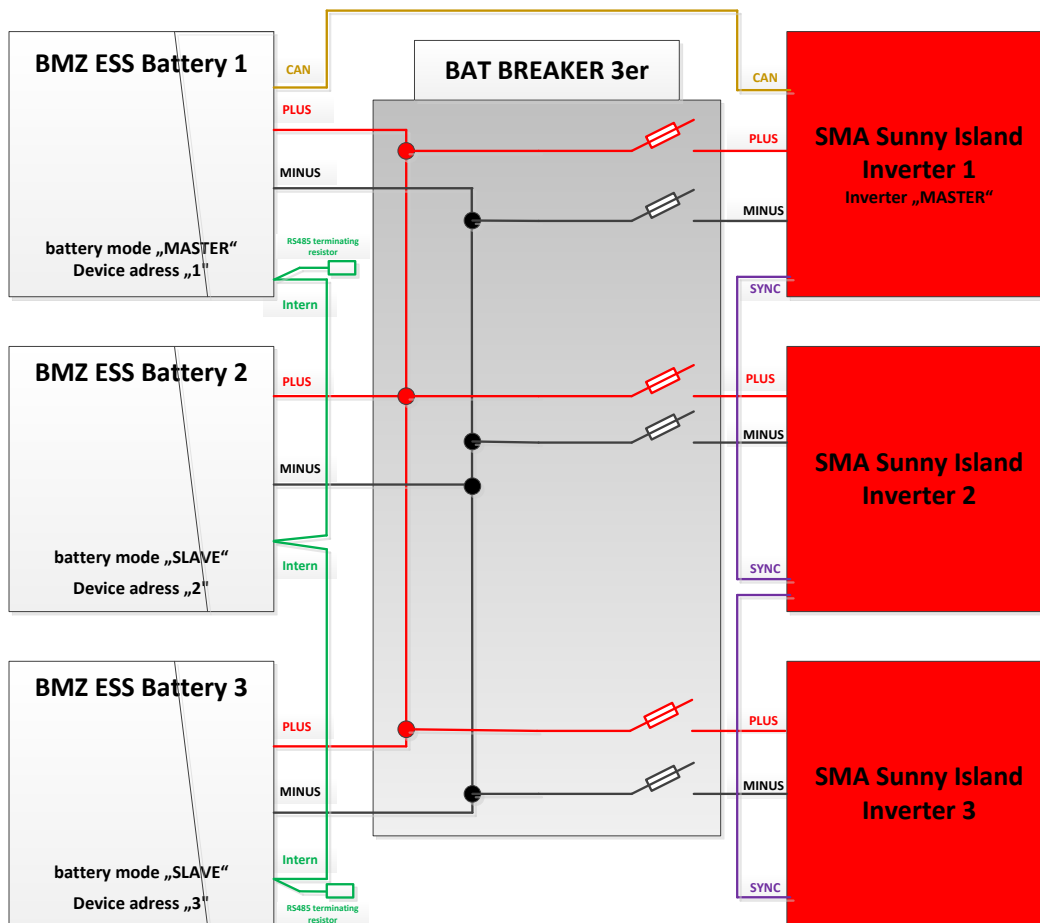 BMZ ESS Battery 1
battery mode „MASTER“
Device adress „1"
CAN
PLUS
MINUS
RS485 terminating
resistor
Intern
BAT BREAKER 3er
CAN
PLUS
MINUS
SYNC
SMA Sunny Island
Inverter 1
Inverter „MASTER“
BMZ ESS Battery 2
battery mode „SLAVE“
Device adress „2"
PLUS
MINUS
Intern
PLUS
MINUS
SYNC
SMA Sunny Island
Inverter 2
BMZ ESS Battery 3
battery mode „SLAVE“
Device adress „3"
PLUS
MINUS
Intern
RS485 terminating
resistor
PLUS
MINUS
SYNC
SMA Sunny Island
Inverter 3